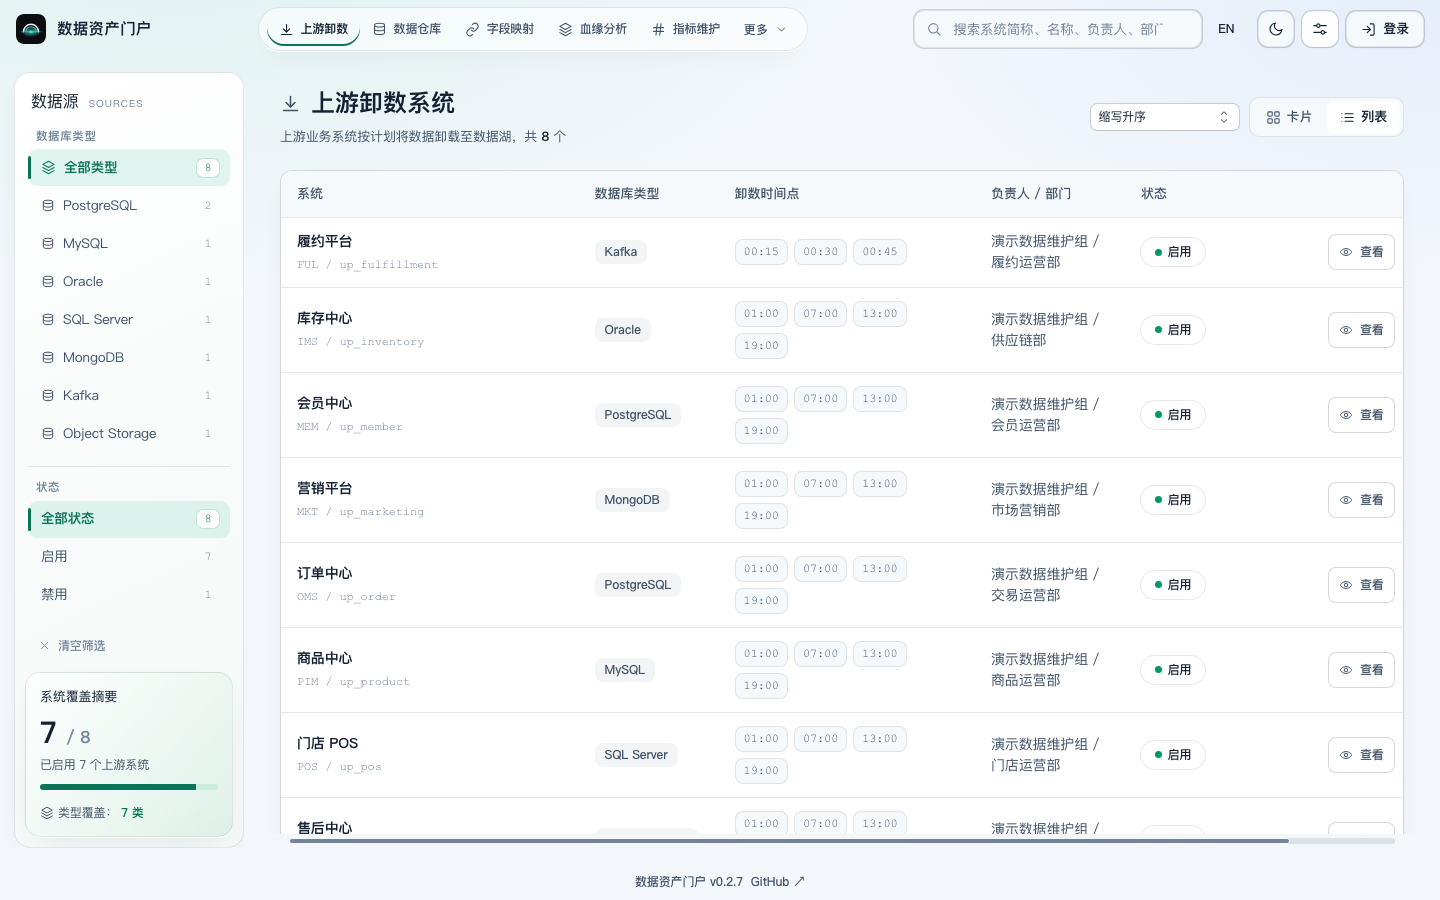 数据资产门户
上游卸数 数据仓库 字段映射 血缘分析 指标维护 更多
搜索系统简称、名称、负责人、部门
EN
登录
数据源 SOURCES
数据库类型
全部类型 8
PostgreSQL 2
MySQL 1
Oracle 1
SQL Server 1
MongoDB 1
Kafka 1
Object Storage 1
状态
全部状态 8
启用 7
禁用 1
清空筛选
系统覆盖摘要
7 / 8
已启用 7 个上游系统
类型覆盖： 7 类
上游卸数系统
上游业务系统按计划将数据卸载至数据湖，共 8 个
缩写升序
卡片 列表
系统 数据库类型 卸数时间点 负责人 / 部门 状态
履约平台
FUL / up_fulfillment
Kafka
00:15 00:30 00:45
演示数据维护组 /
履约运营部
启用
查看
库存中心
IMS / up_inventory
Oracle
01:00 07:00 13:00
19:00
演示数据维护组 /
供应链部
启用
查看
会员中心
MEM / up_member
PostgreSQL
01:00 07:00 13:00
19:00
演示数据维护组 /
会员运营部
启用
查看
营销平台
MKT / up_marketing
MongoDB
01:00 07:00 13:00
19:00
演示数据维护组 /
市场营销部
启用
查看
订单中心
OMS / up_order
PostgreSQL
01:00 07:00 13:00
19:00
演示数据维护组 /
交易运营部
启用
查看
商品中心
PIM / up_product
MySQL
01:00 07:00 13:00
19:00
演示数据维护组 /
商品运营部
启用
查看
门店 POS
POS / up_pos
SQL Server
01:00 07:00 13:00
19:00
演示数据维护组 /
门店运营部
启用
查看
售后中心
01:00 07:00 13:00
演示数据维护组 /
数据资产门户 v0.2.7 GitHub ↗